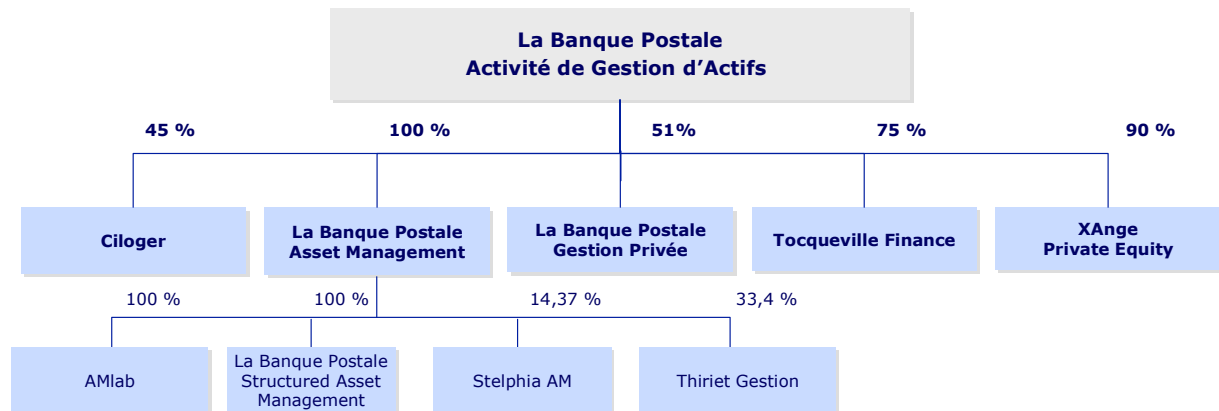 La Banque Postale
Activité de Gestion d’Actifs
45 %
100 %
51%
75 %
90 %
Ciloger
La Banque Postale
Asset Management
La Banque Postale
Gestion Privée
Tocqueville Finance
XAnge
Private Equity
100 %
100 %
14,37 %
33,4 %
AMlab
La Banque Postale
Structured Asset
Management
Stelphia AM
Thiriet Gestion